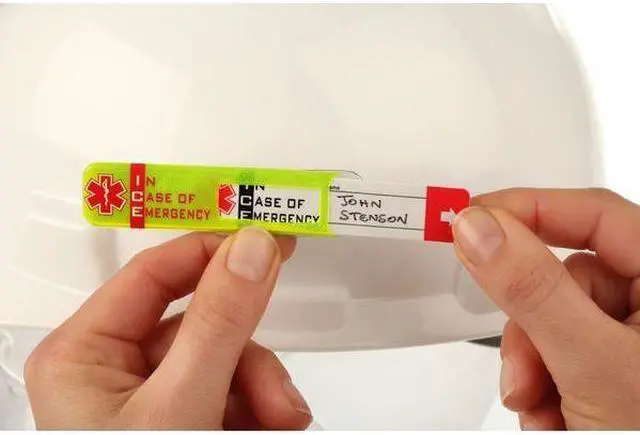 IN
CASE OF
EMERGENCY
IN
CASE OF
EMERGENCY
JOHN
STENSON